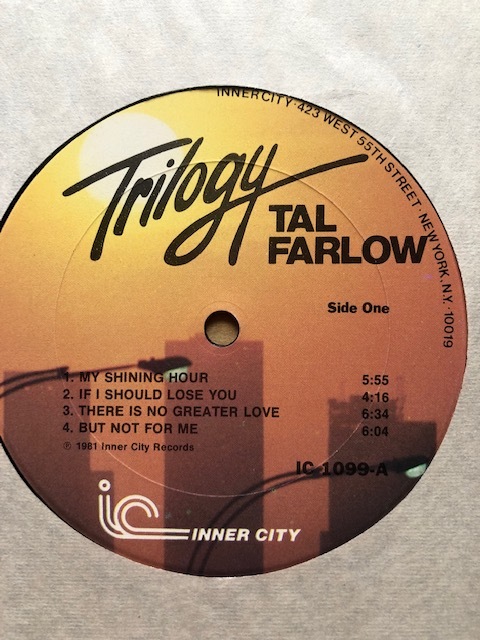 INNER CITY · 423 WEST 55TH STREET · NEW YORK, N.Y. · 10019
Trilogy
TAL
FARLOW
Side One
1. MY SHINING HOUR 5:55
2. IF I SHOULD LOSE YOU 4:16
3. THERE IS NO GREATER LOVE 6:34
4. BUT NOT FOR ME 6:04
℗ 1981 Inner City Records
IC 1099-A
ic INNER CITY